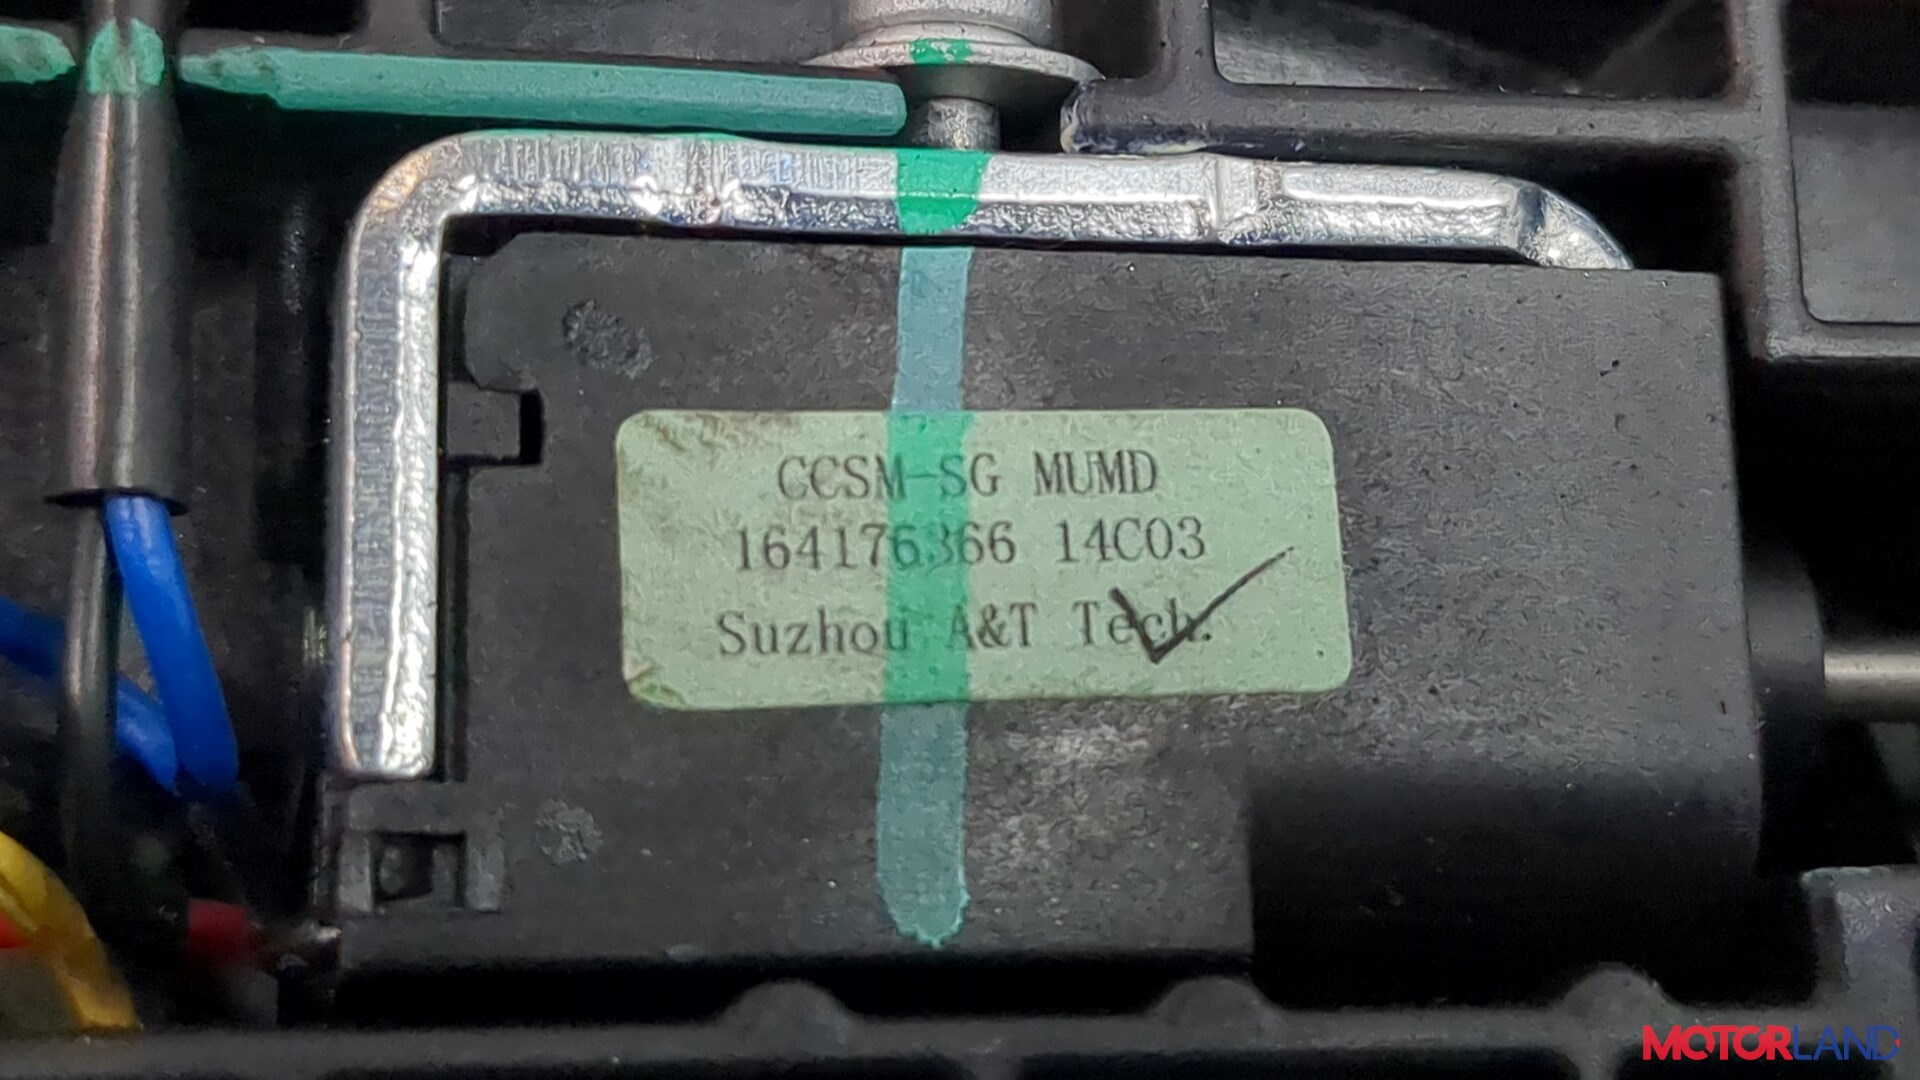 CCSM-SG MUMD
164176366 14C03
Suzhou A&T Tech.
MOTORLAND